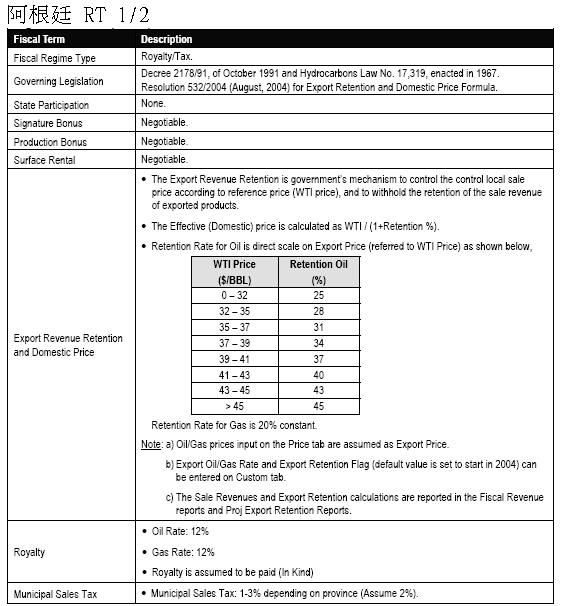 阿根廷 RT 1/2
Fiscal Term Description
Fiscal Regime Type Royalty/Tax.
Governing Legislation Decree 2178/91, of October 1991 and Hydrocarbons Law No. 17,319, enacted in 1967.
Resolution 532/2004 (August, 2004) for Export Retention and Domestic Price Formula.
State Participation None.
Signature Bonus Negotiable.
Production Bonus Negotiable.
Surface Rental Negotiable.
Export Revenue Retention and Domestic Price
• The Export Revenue Retention is government's mechanism to control the control local sale
price according to reference price (WTI price), and to withhold the retention of the sale revenue
of exported products.
• The Effective (Domestic) price is calculated as WTI / (1+Retention %).
• Retention Rate for Oil is direct scale on Export Price (referred to WTI Price) as shown below,
WTI Price ($/BBL) Retention Oil (%)
0 – 32 25
32 – 35 28
35 – 37 31
37 – 39 34
39 – 41 37
41 – 43 40
43 – 45 43
> 45 45
Retention Rate for Gas is 20% constant.
Note: a) Oil/Gas prices input on the Price tab are assumed as Export Price.
b) Export Oil/Gas Rate and Export Retention Flag (default value is set to start in 2004) can
be entered on Custom tab.
c) The Sale Revenues and Export Retention calculations are reported in the Fiscal Revenue
reports and Proj Export Retention Reports.
Royalty
• Oil Rate: 12%
• Gas Rate: 12%
• Royalty is assumed to be paid (In Kind)
Municipal Sales Tax • Municipal Sales Tax: 1-3% depending on province (Assume 2%).